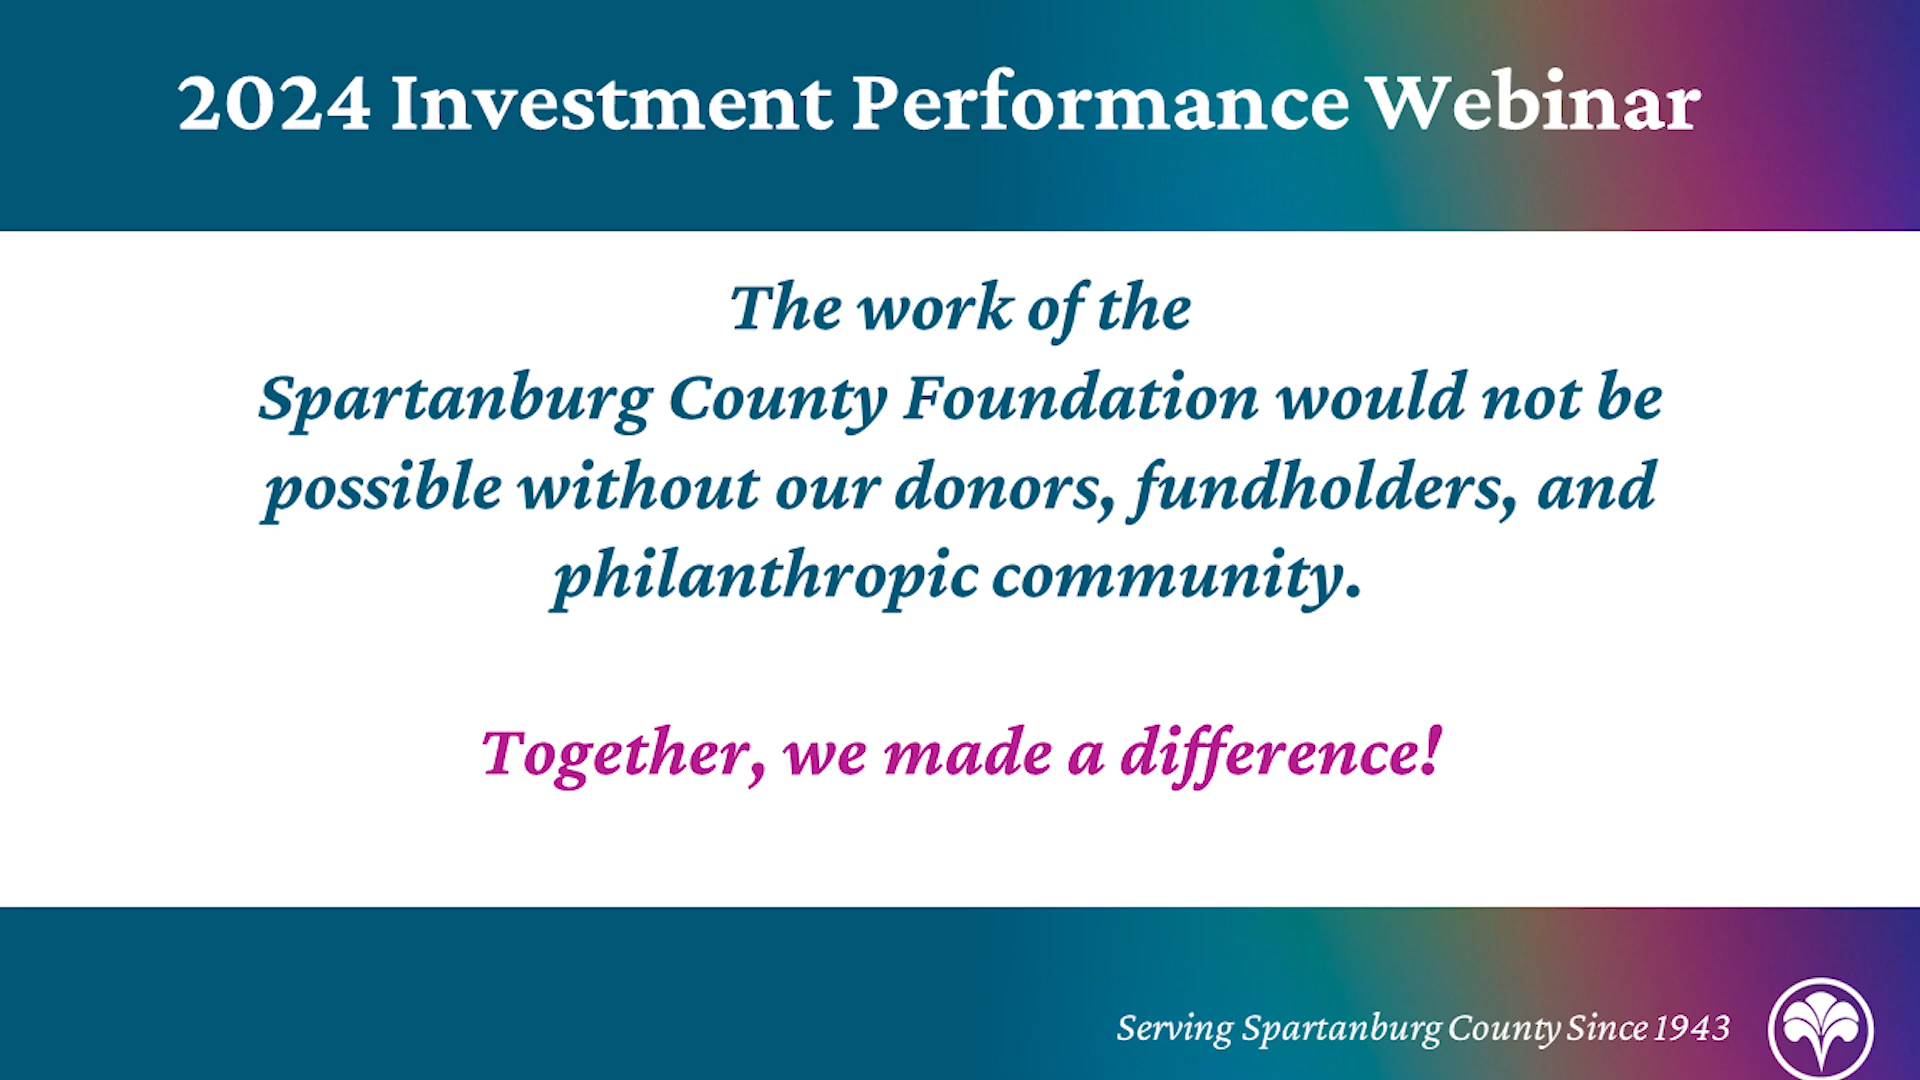 2024 Investment Performance Webinar
The work of the
Spartanburg County Foundation would not be
possible without our donors, fundholders, and
philanthropic community.
Together, we made a difference!
Serving Spartanburg County Since 1943